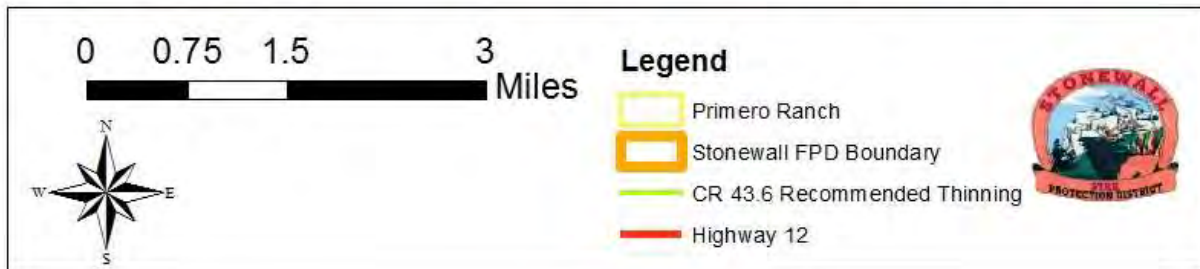 0 0.75 1.5 3
Miles
N
W E
S
Legend
Primero Ranch
Stonewall FPD Boundary
CR 43.6 Recommended Thinning
Highway 12
STONEWALL
FIRE
PROTECTION DISTRICT